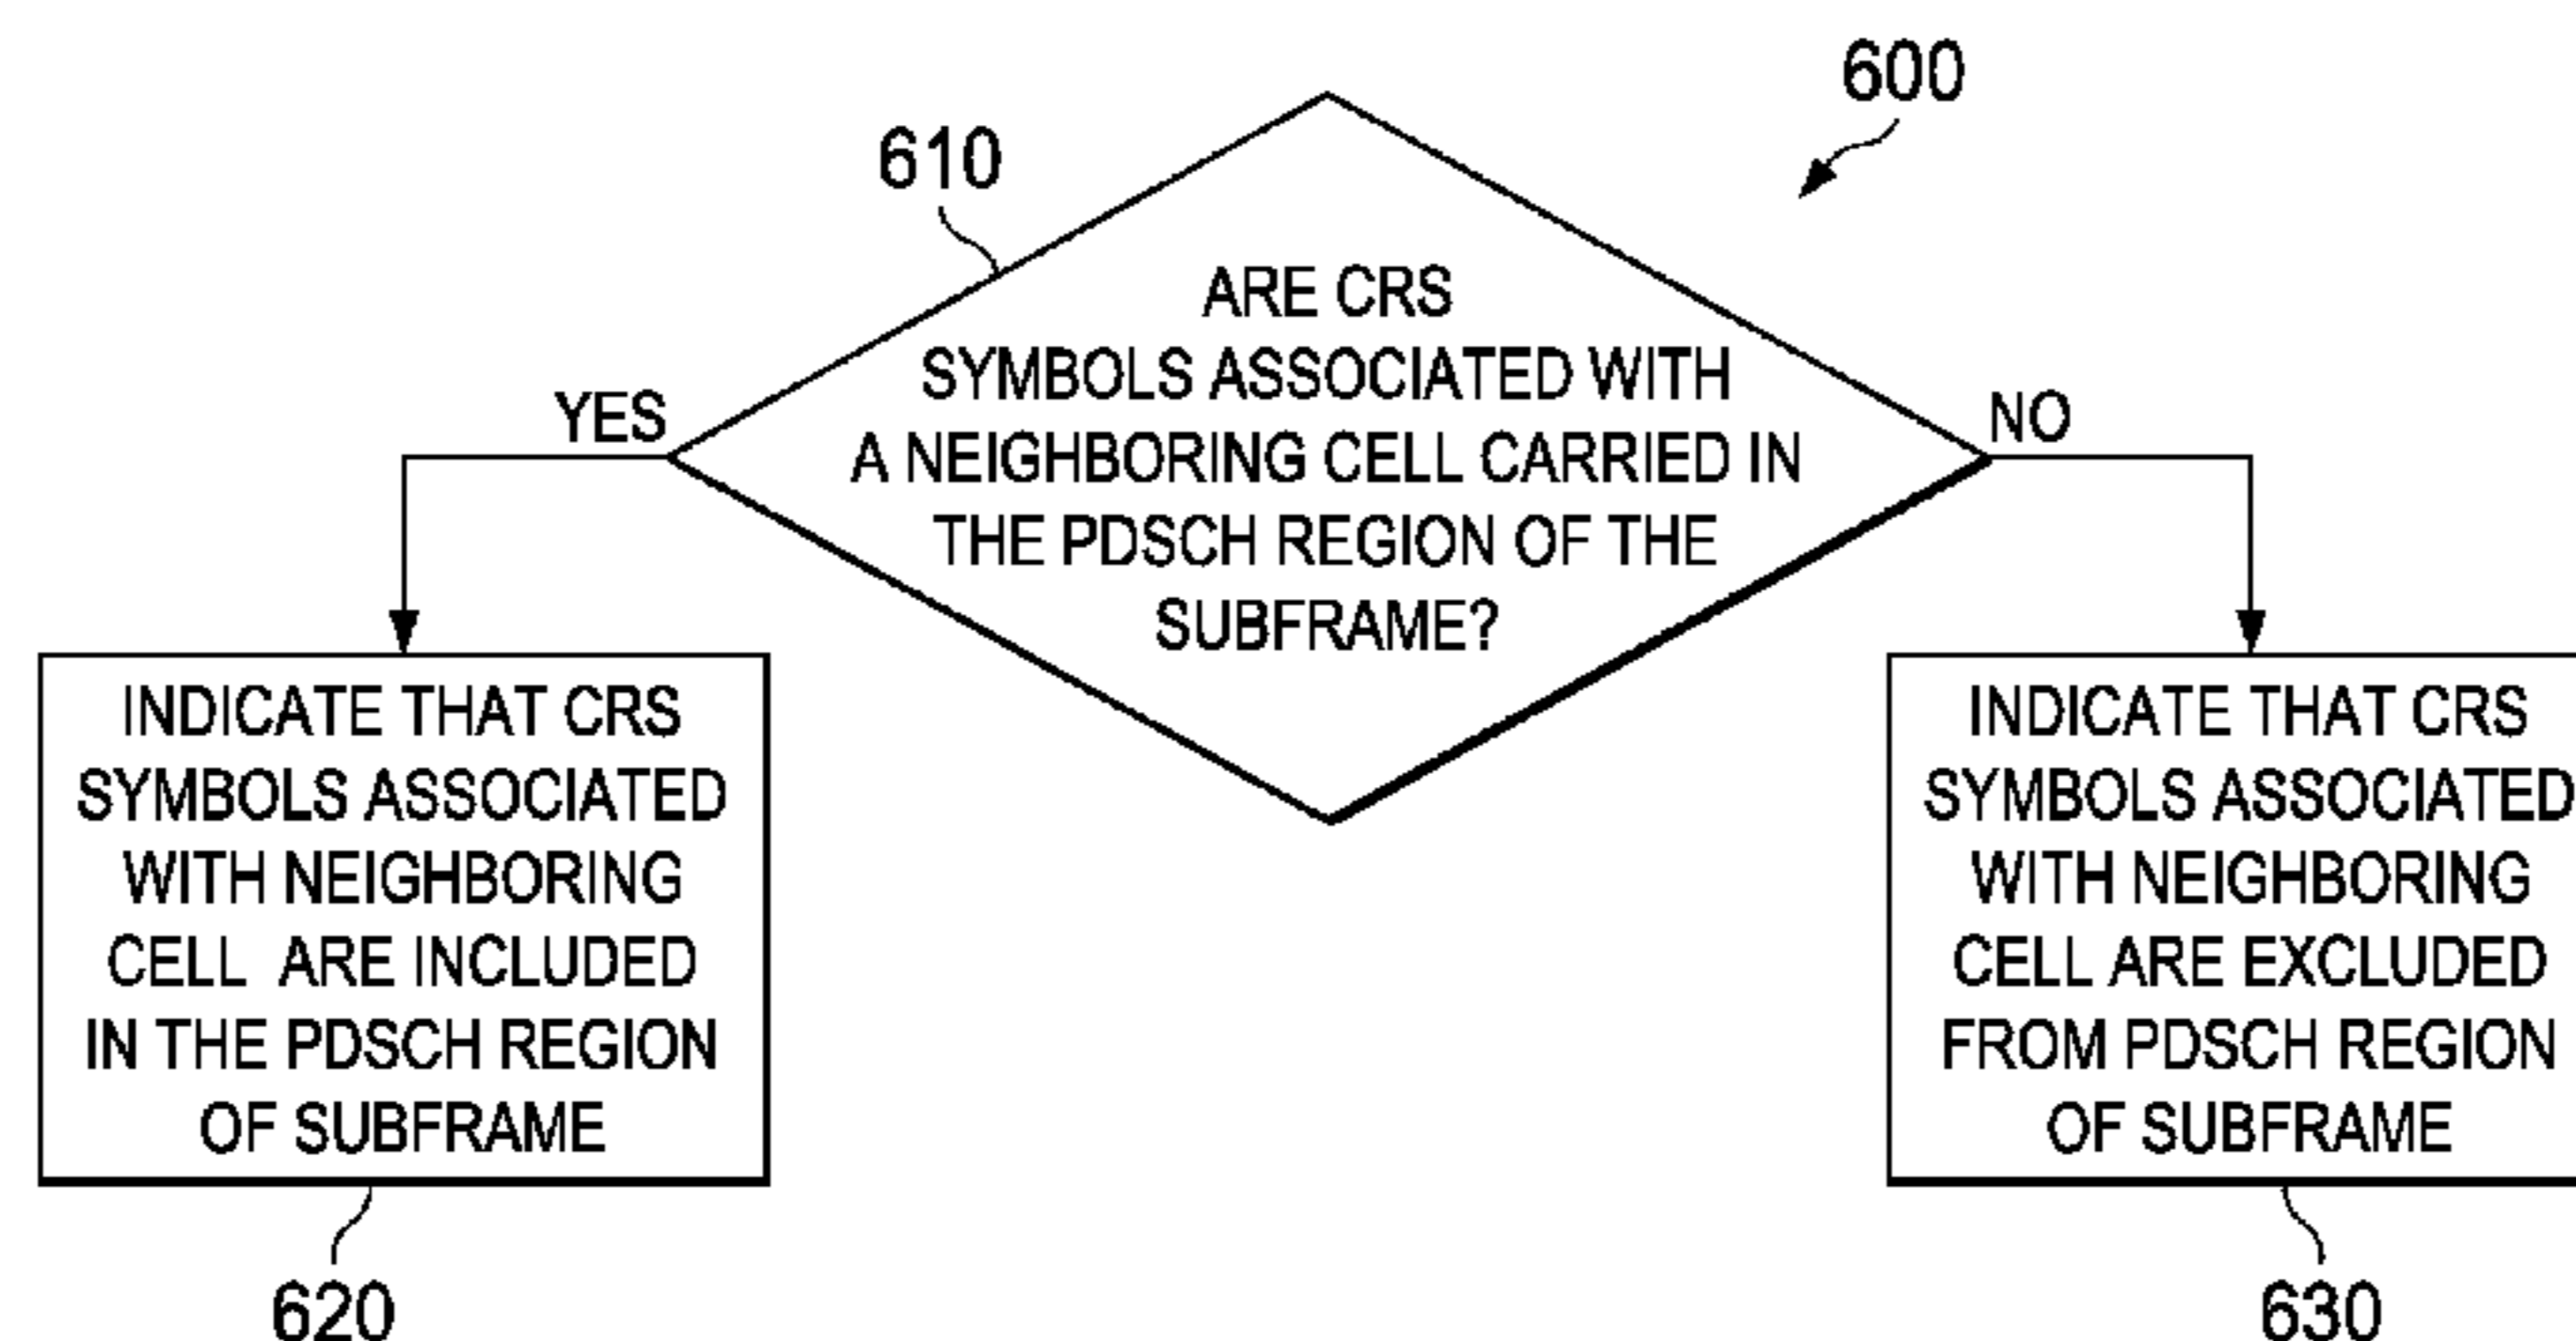 600
610
ARE CRS
SYMBOLS ASSOCIATED WITH
A NEIGHBORING CELL CARRIED IN
THE PDSCH REGION OF THE
SUBFRAME?
YES
NO
INDICATE THAT CRS
SYMBOLS ASSOCIATED
WITH NEIGHBORING
CELL ARE INCLUDED
IN THE PDSCH REGION
OF SUBFRAME
620
INDICATE THAT CRS
SYMBOLS ASSOCIATED
WITH NEIGHBORING
CELL ARE EXCLUDED
FROM PDSCH REGION
OF SUBFRAME
630